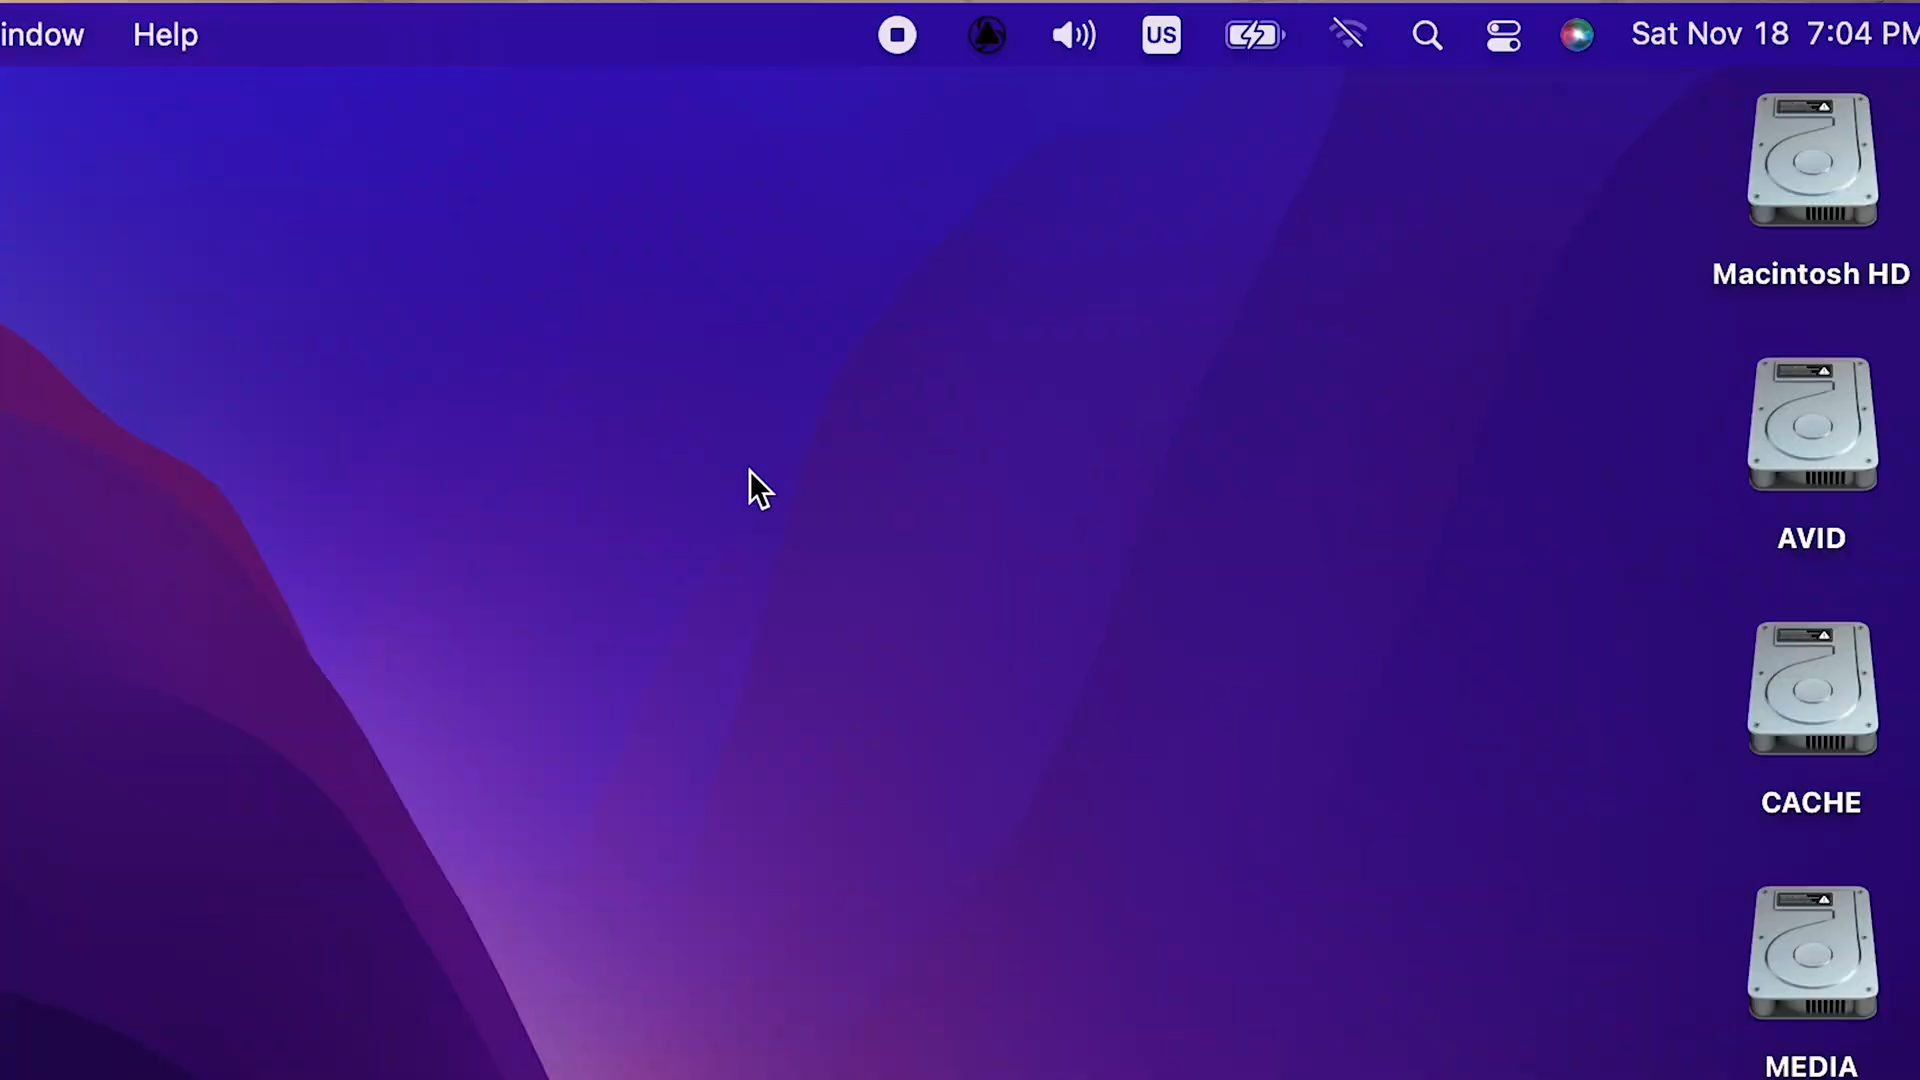 indow Help US Sat Nov 18 7:04 PM
Macintosh HD
AVID
CACHE
MEDIA